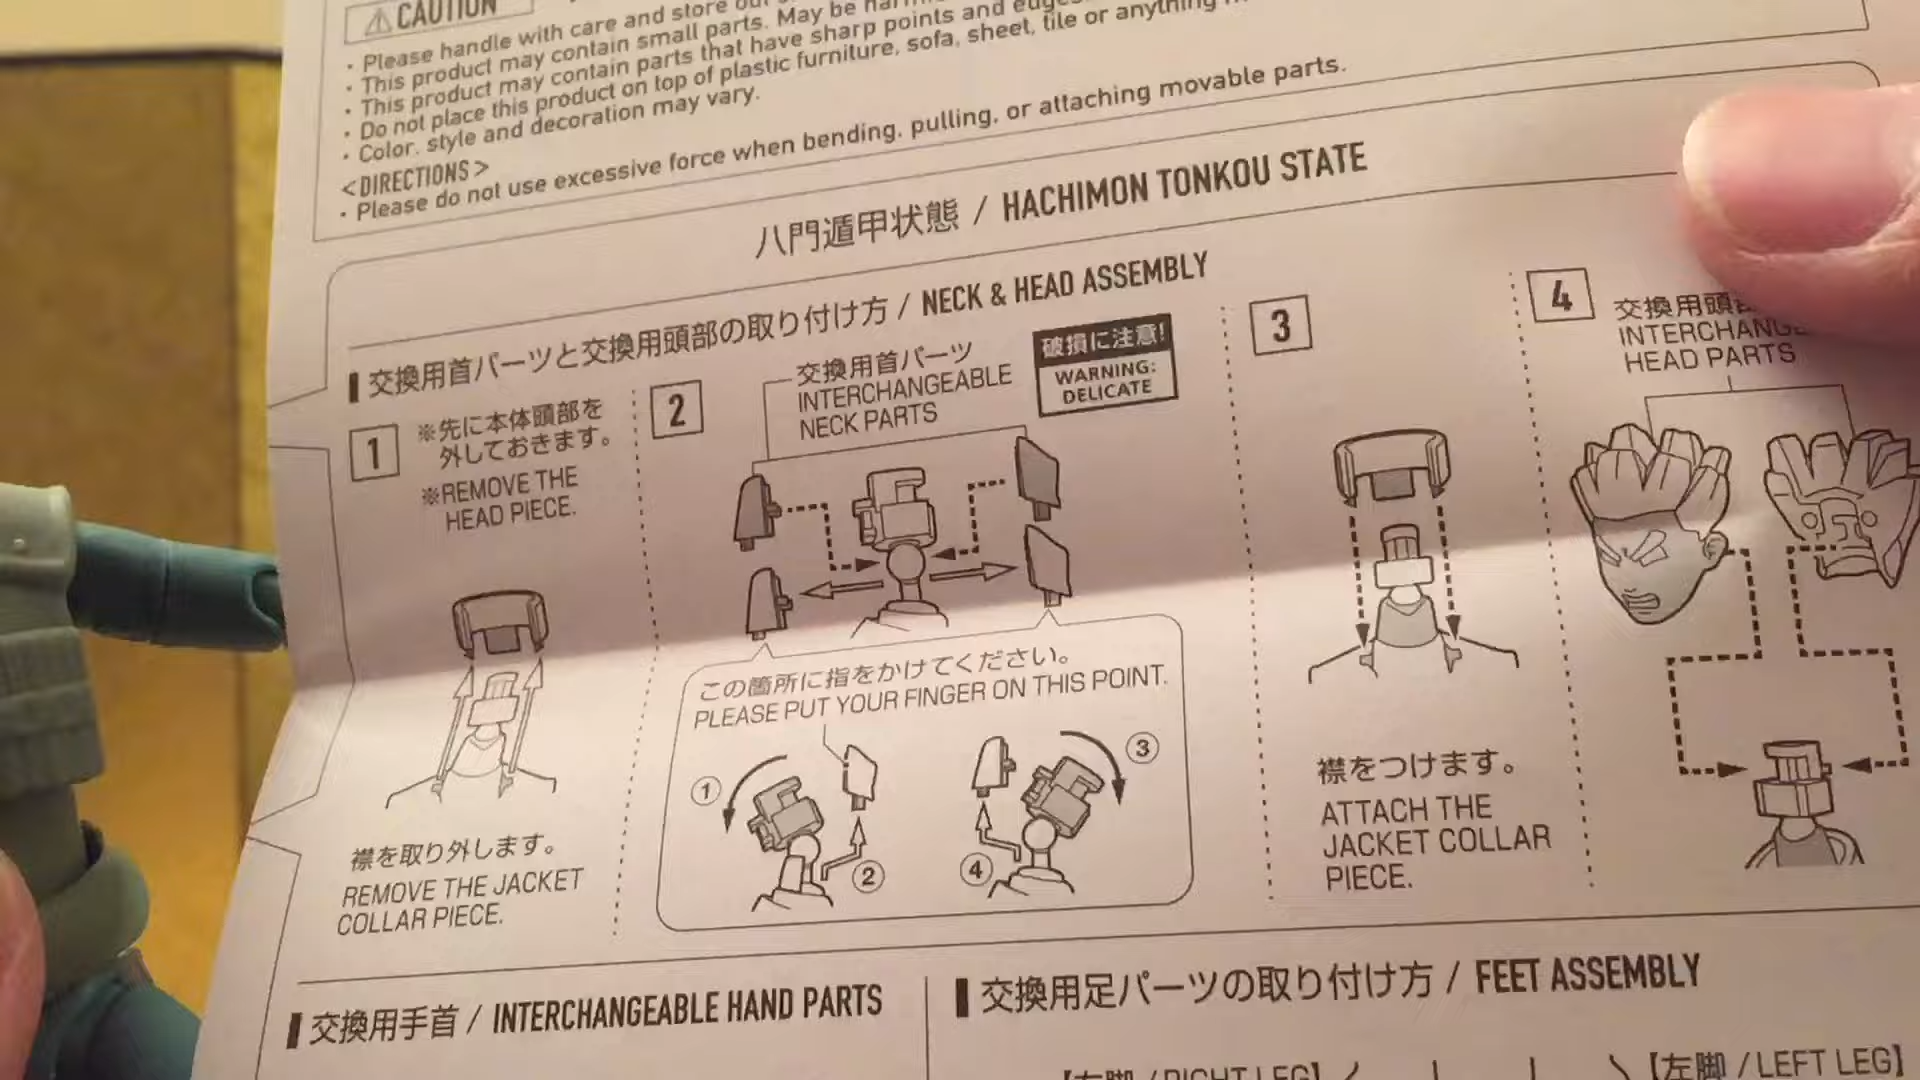 CAUTION
• Please handle with care and store out
• This product may contain small parts. May be
• This product may contain parts that have sharp points and
• Do not place this product on top of plastic furniture, sofa, sheet, tile or anything
• Color, style and decoration may vary.
<DIRECTIONS>
• Please do not use excessive force when bending, pulling, or attaching movable parts.
八門遁甲状態 / HACHIMON TONKOU STATE
交換用首パーツと交換用頭部の取り付け方 / NECK & HEAD ASSEMBLY
1
※先に本体頭部を
外しておきます。
※REMOVE THE
HEAD PIECE.
襟を取り外します。
REMOVE THE JACKET
COLLAR PIECE.
2
交換用首パーツ
INTERCHANGEABLE
NECK PARTS
破損に注意!
WARNING:
DELICATE
この箇所に指をかけてください。
PLEASE PUT YOUR FINGER ON THIS POINT.
①
②
③
④
3
襟をつけます。
ATTACH THE
JACKET COLLAR
PIECE.
4
交換用頭
HEAD PARTS
交換用手首 / INTERCHANGEABLE HAND PARTS
交換用足パーツの取り付け方 / FEET ASSEMBLY
【右脚 / RIGHT LEG】
【左脚 / LEFT LEG】